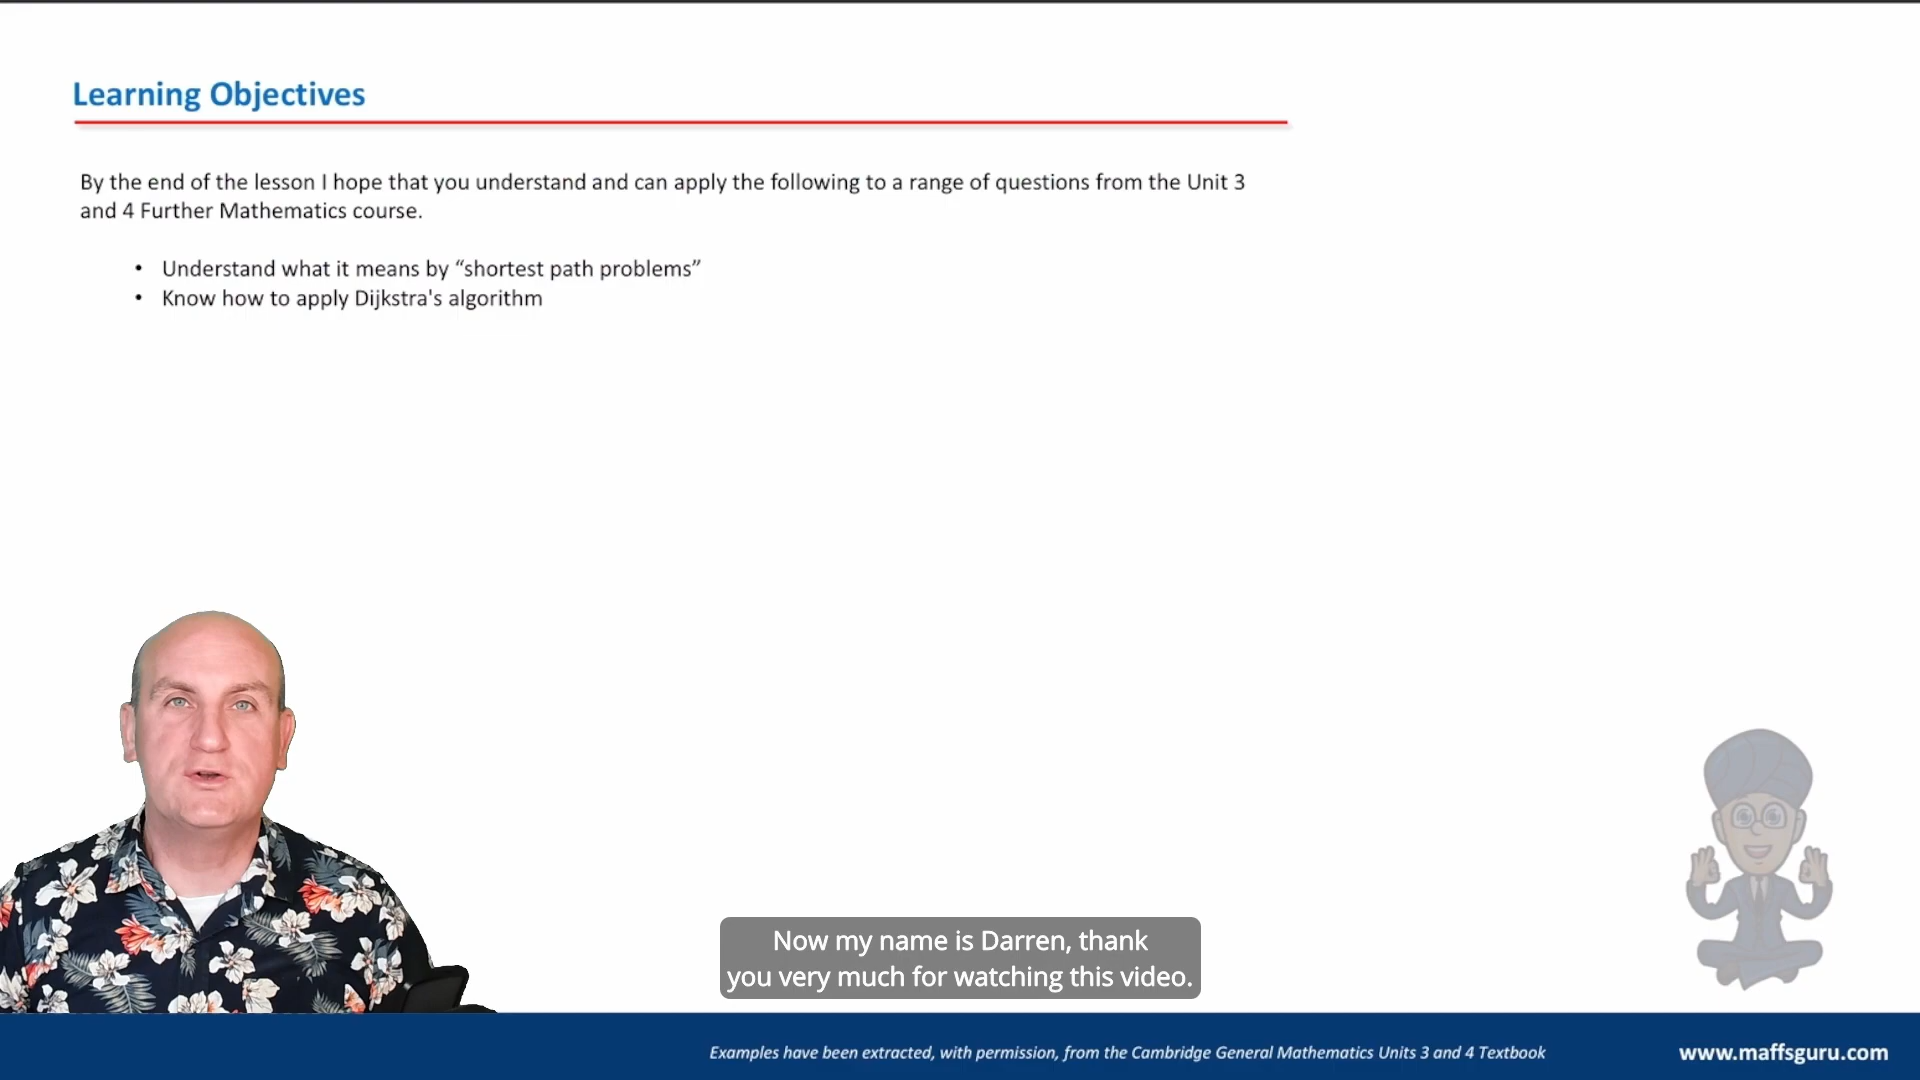 Learning Objectives
By the end of the lesson I hope that you understand and can apply the following to a range of questions from the Unit 3
and 4 Further Mathematics course.
• Understand what it means by “shortest path problems”
• Know how to apply Dijkstra's algorithm
Now my name is Darren, thank
you very much for watching this video.
Examples have been extracted, with permission, from the Cambridge General Mathematics Units 3 and 4 Textbook
www.maffsguru.com